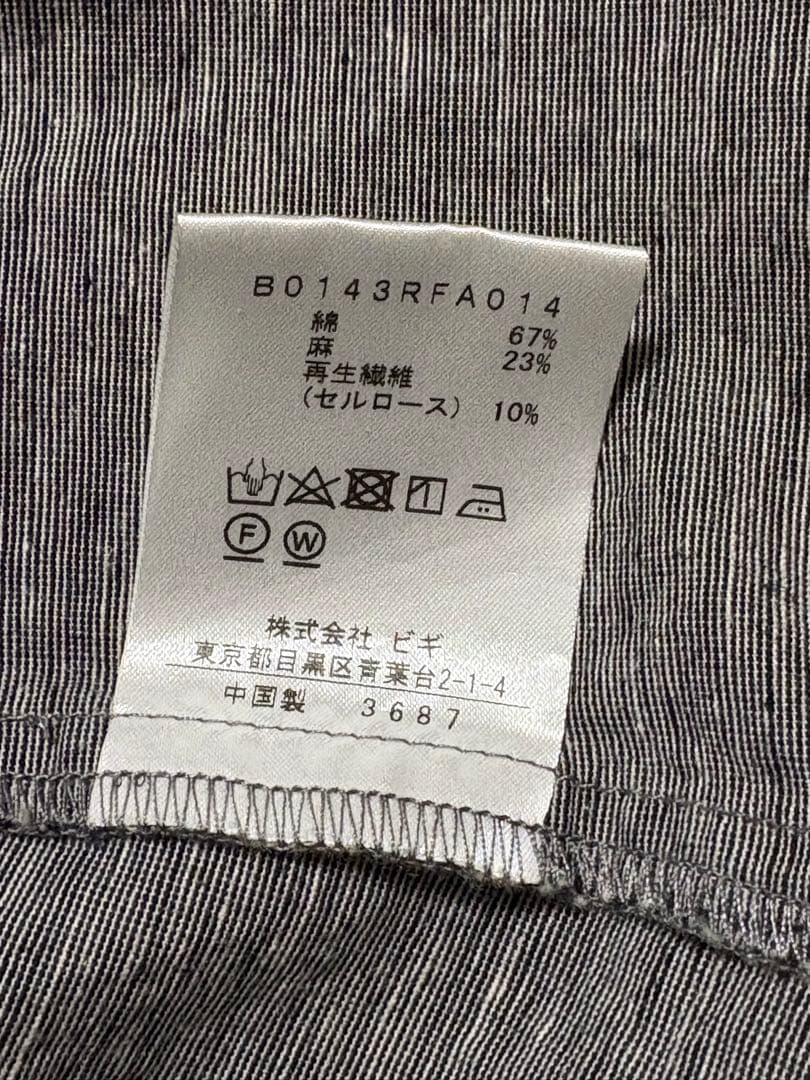 B0143RFA014
綿 67%
麻 23%
再生繊維
(セルロース) 10%
F W
株式会社 ビギ
東京都目黒区青葉台2-1-4
中国製 3687